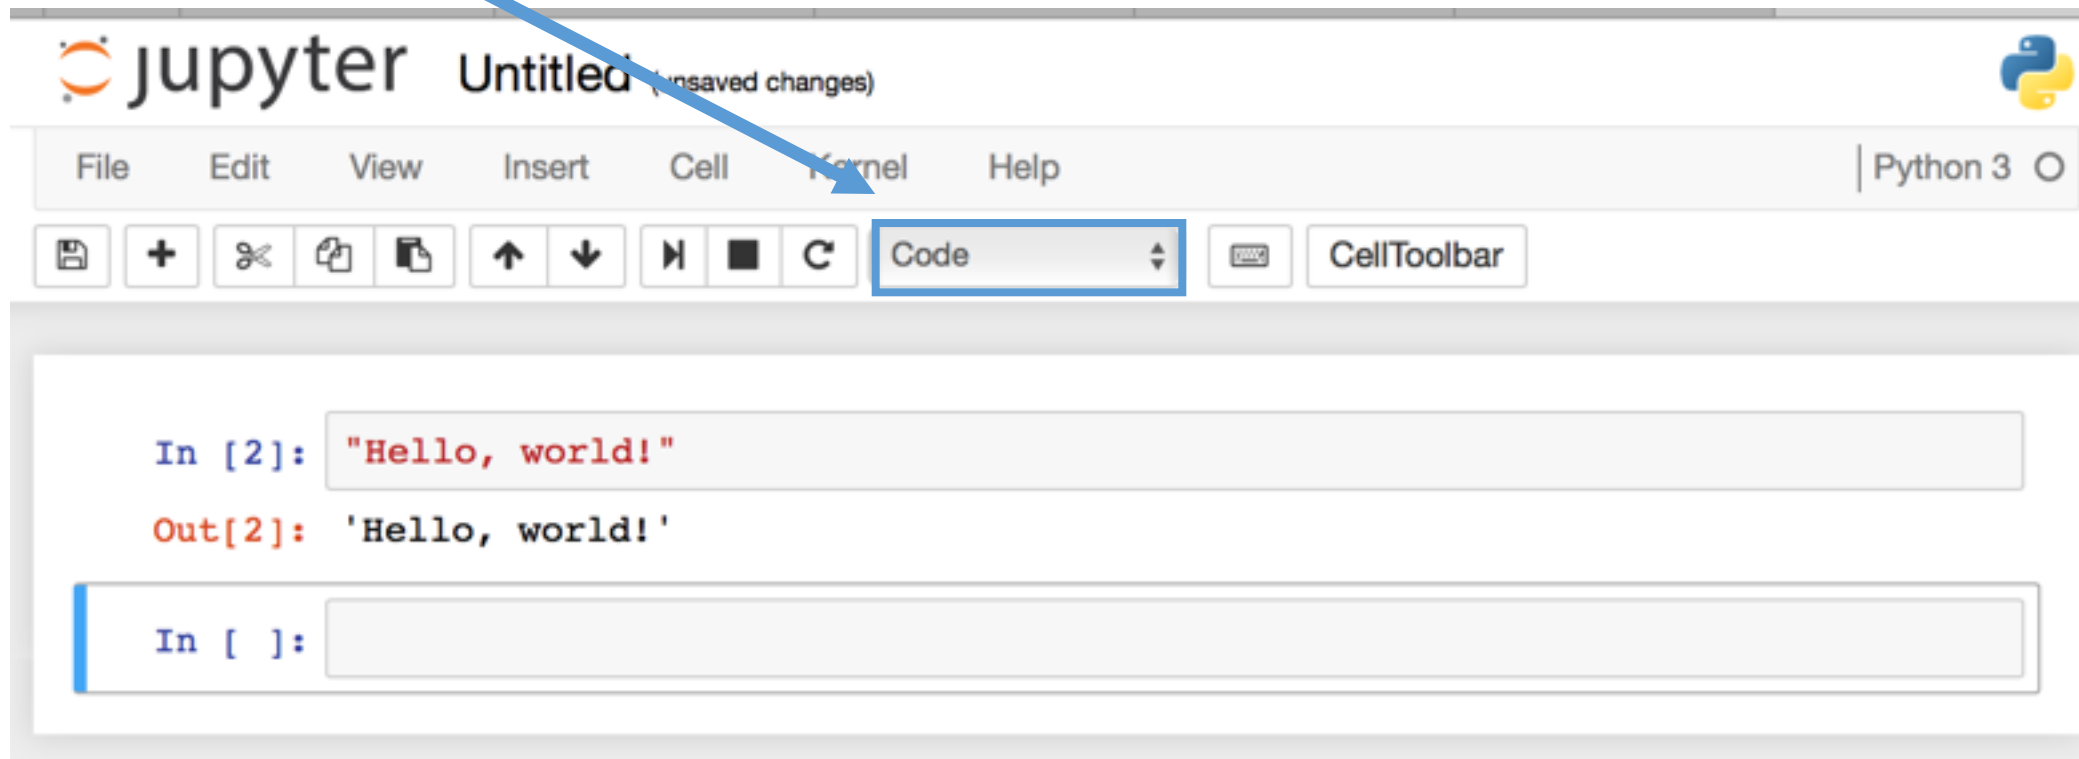 jupyter Untitled (unsaved changes)
File Edit View Insert Cell Kernel Help Python 3
Code CellToolbar
In [2]: "Hello, world!"
Out[2]: 'Hello, world!'
In [ ]: